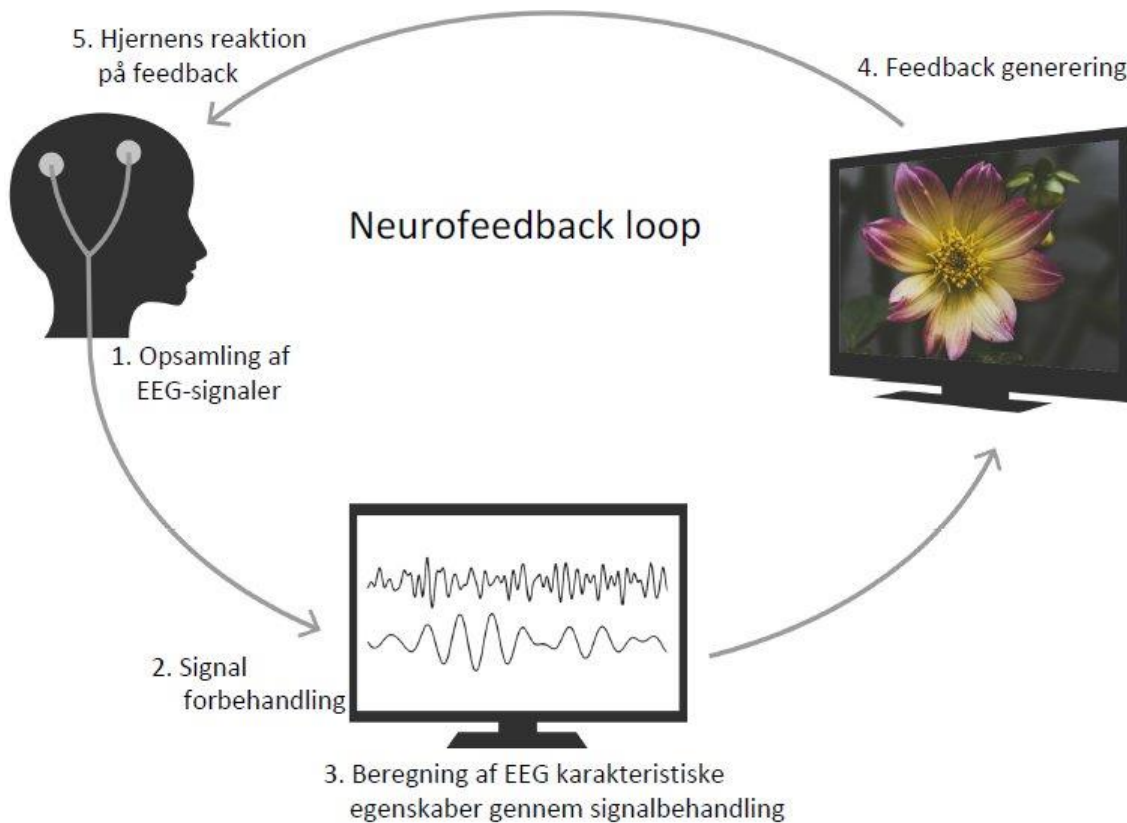 5. Hjernens reaktion
på feedback
4. Feedback generering
Neurofeedback loop
1. Opsamling af
EEG-signaler
2. Signal
forbehandling
3. Beregning af EEG karakteristiske
egenskaber gennem signalbehandling